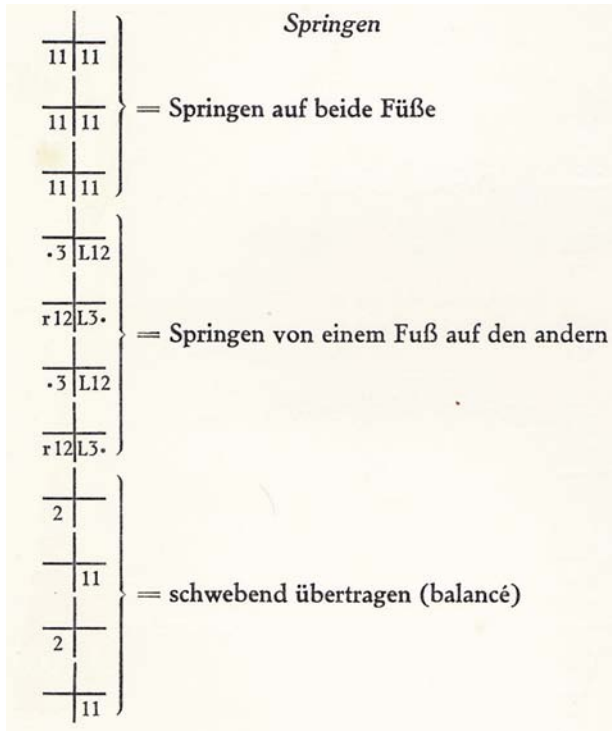 Springen
11 11
11 11 = Springen auf beide Füße
11 11
·3 L12
r12 L3·
= Springen von einem Fuß auf den andern
·3 L12
r12 L3·
2
11
= schwebend übertragen (balancé)
2
11